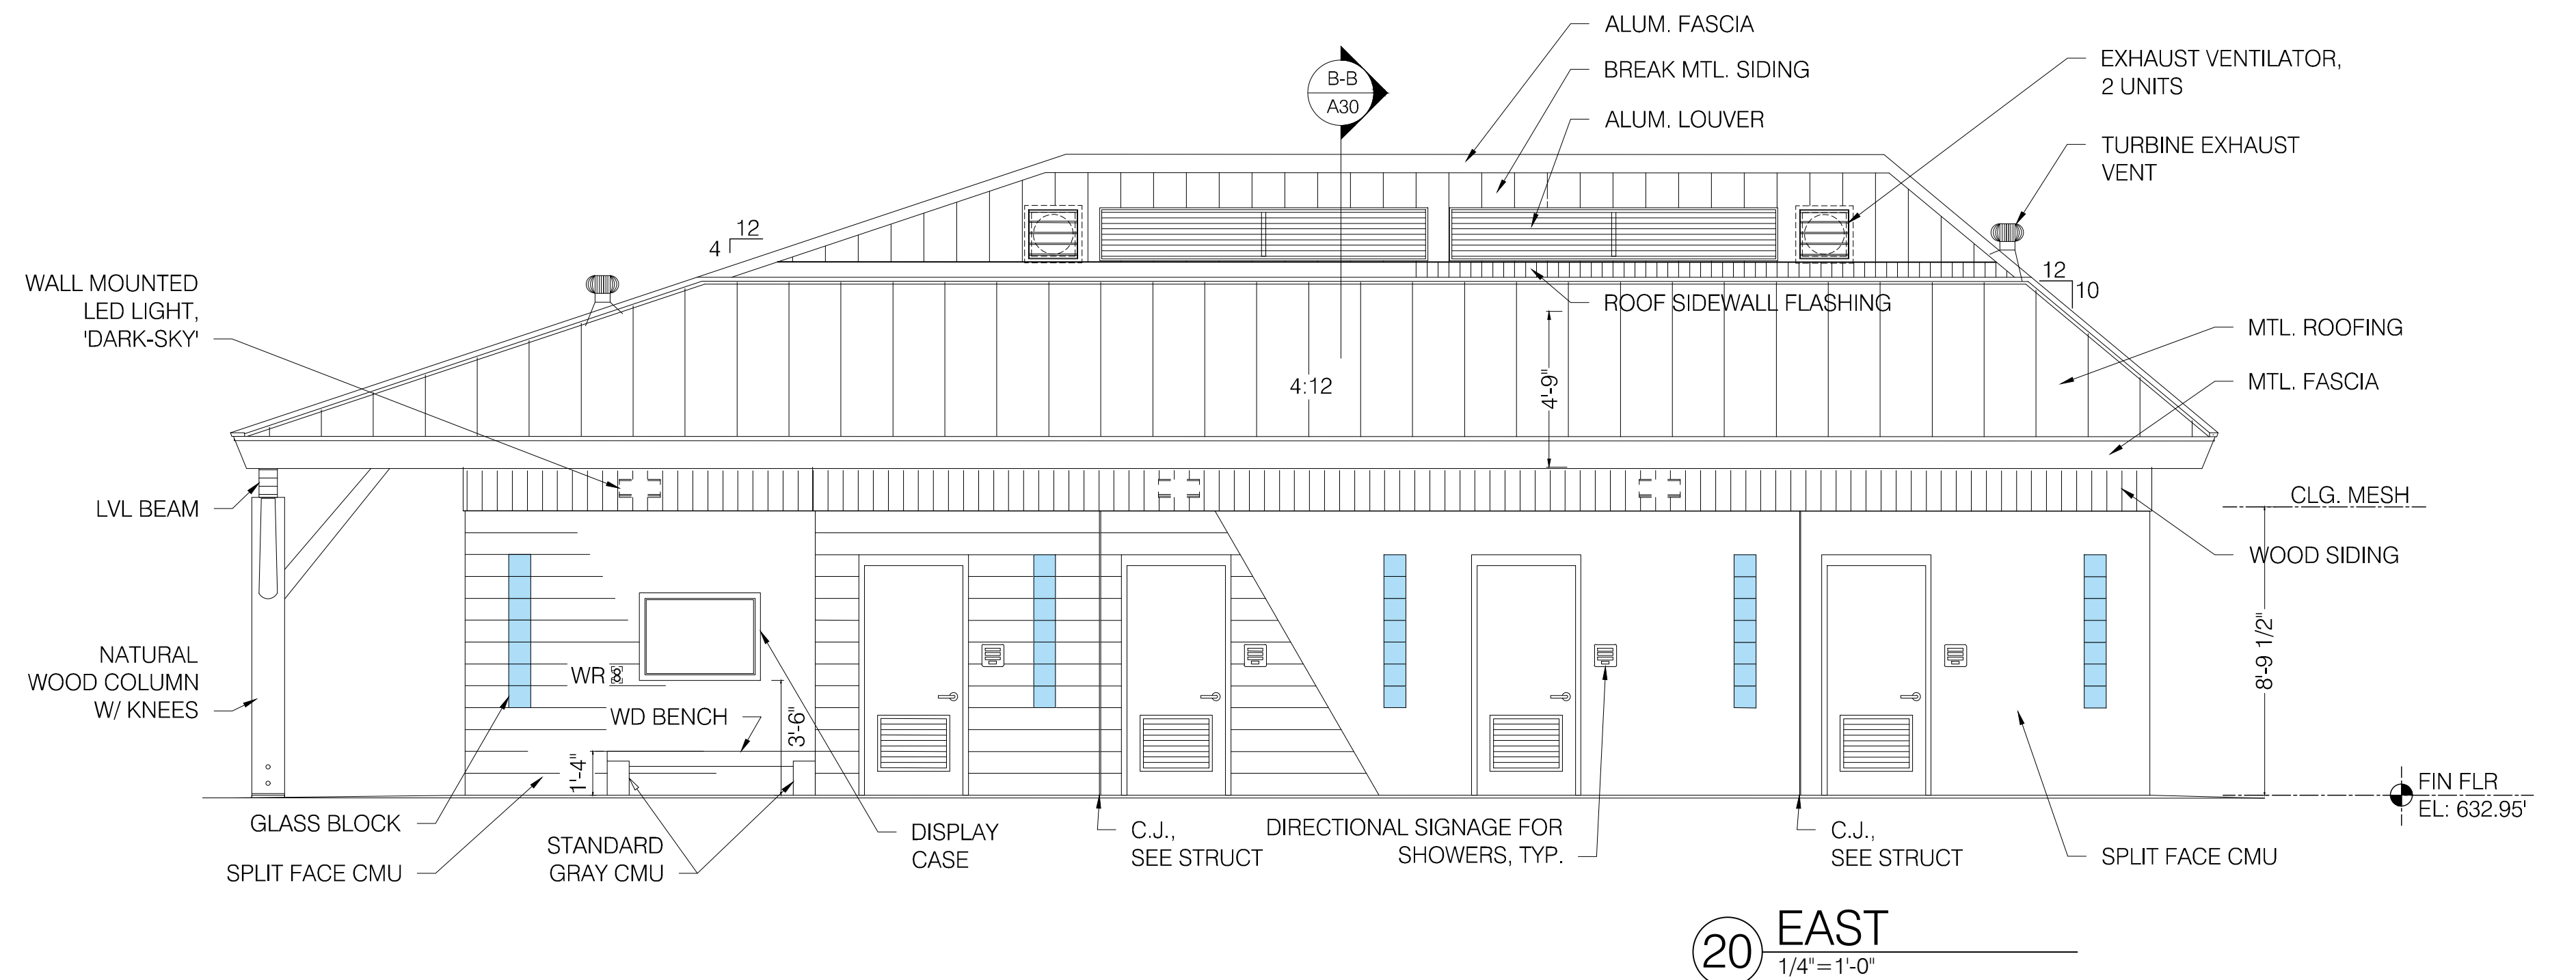 ALUM. FASCIA
BREAK MTL. SIDING
ALUM. LOUVER
B-B
A30
EXHAUST VENTILATOR,
2 UNITS
TURBINE EXHAUST
VENT
12
4
WALL MOUNTED
LED LIGHT,
'DARK-SKY'
12
10
ROOF SIDEWALL FLASHING
MTL. ROOFING
MTL. FASCIA
4:12
4'-9"
LVL BEAM
CLG. MESH
WOOD SIDING
NATURAL
WOOD COLUMN
W/ KNEES
WR
WD BENCH
3'-6"
1'-4"
8'-9 1/2"
FIN FLR
EL: 632.95'
GLASS BLOCK
SPLIT FACE CMU
STANDARD
GRAY CMU
DISPLAY
CASE
C.J.,
SEE STRUCT
DIRECTIONAL SIGNAGE FOR
SHOWERS, TYP.
C.J.,
SEE STRUCT
SPLIT FACE CMU
20
EAST
1/4"=1'-0"